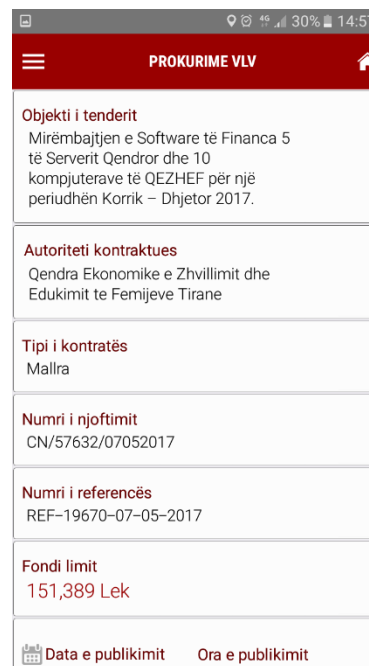 30% 14:57
PROKURIME VLV
Objekti i tenderit
Mirëmbajtjen e Software të Financa 5
të Serverit Qendror dhe 10
kompjuterave të QEZHEF për një
periudhën Korrik – Dhjetor 2017.
Autoriteti kontraktues
Qendra Ekonomike e Zhvillimit dhe
Edukimit te Femijeve Tirane
Tipi i kontratës
Mallra
Numri i njoftimit
CN/57632/07052017
Numri i referencës
REF-19670-07-05-2017
Fondi limit
151,389 Lek
Data e publikimit Ora e publikimit